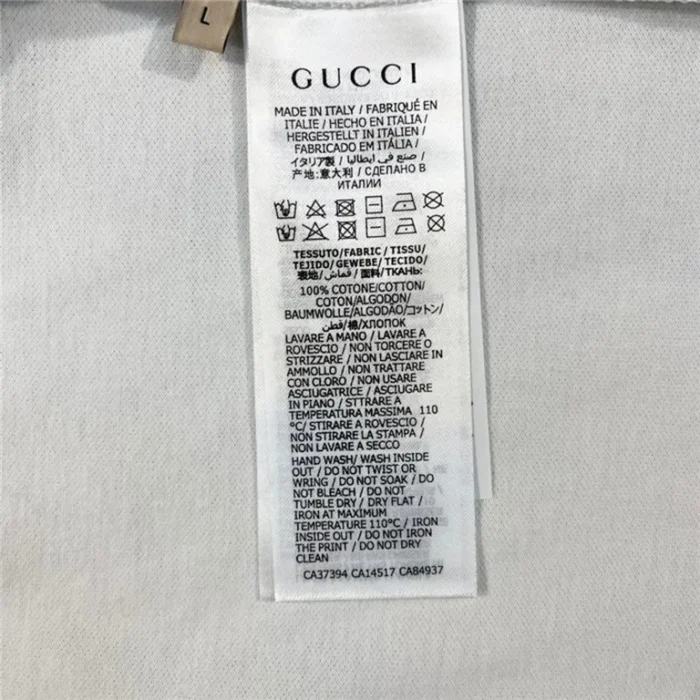 L
GUCCI
MADE IN ITALY / FABRIQUÉ EN
ITALIE / HECHO EN ITALIA /
HERGESTELLT IN ITALIEN /
FABRICADO EM ITÁLIA /
イタリア製 / صنع في ايطاليا /
产地:意大利 / СДЕЛАНО В
ИТАЛИИ
TESSUTO/FABRIC / TISSU/
TEJIDO/ GEWEBE/ TECIDO/
表地/ قماش/ 面料/ТКАНЬ:
100% COTONE/COTTON/
COTON/ALGODON/
BAUMWOLLE/ALGODÃO/コットン/
قطن/棉/ХЛОПОК
LAVARE A MANO / LAVARE A
ROVESCIO / NON TORCERE O
STRIZZARE / NON LASCIARE IN
AMMOLLO / NON TRATTARE
CON CLORO / NON USARE
ASCIUGATRICE / ASCIUGARE
IN PIANO / STTRARE A
TEMPERATURA MASSIMA 110
°C/ STIRARE A ROVESCIO /
NON STIRARE LA STAMPA /
NON LAVARE A SECCO
HAND WASH/ WASH INSIDE
OUT / DO NOT TWIST OR
WRING / DO NOT SOAK / DO
NOT BLEACH / DO NOT
TUMBLE DRY / DRY FLAT /
IRON AT MAXIMUM
TEMPERATURE 110°C / IRON
INSIDE OUT / DO NOT IRON
THE PRINT / DO NOT DRY
CLEAN
CA37394 CA14517 CA84937